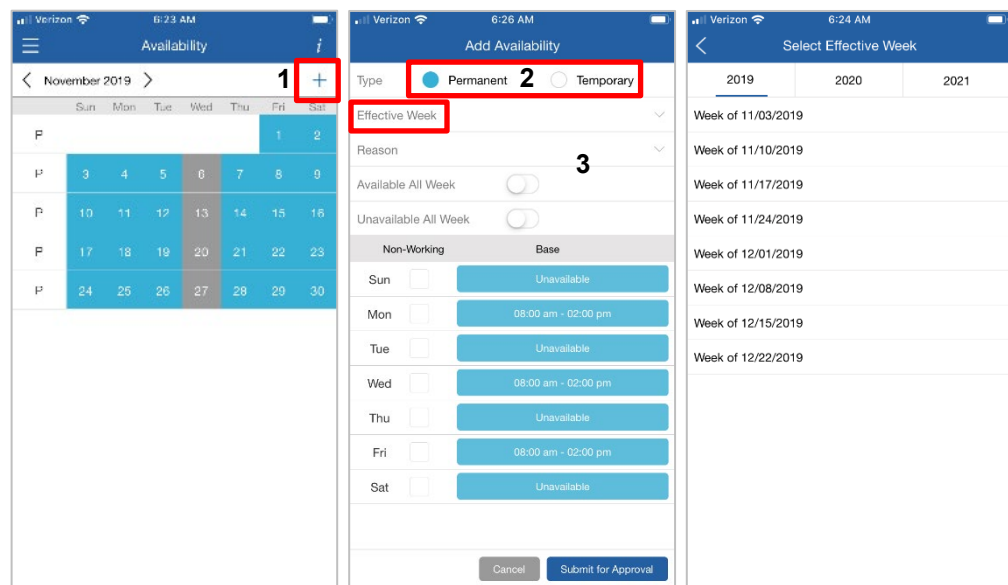 Verizon 6:23 AM
Availability i
November 2019 1 +
Sun Mon Tue Wed Thu Fri Sat
P 1 2
P 3 4 5 6 7 8 9
P 10 11 12 13 14 15 16
P 17 18 19 20 21 22 23
P 24 25 26 27 28 29 30
Verizon 6:26 AM
Add Availability
Type Permanent 2 Temporary
Effective Week
Reason
3
Available All Week
Unavailable All Week
Non-Working Base
Sun Unavailable
Mon 08:00 am - 02:00 pm
Tue Unavailable
Wed 08:00 am - 02:00 pm
Thu Unavailable
Fri 08:00 am - 02:00 pm
Sat Unavailable
Cancel Submit for Approval
Verizon 6:24 AM
Select Effective Week
2019 2020 2021
Week of 11/03/2019
Week of 11/10/2019
Week of 11/17/2019
Week of 11/24/2019
Week of 12/01/2019
Week of 12/08/2019
Week of 12/15/2019
Week of 12/22/2019